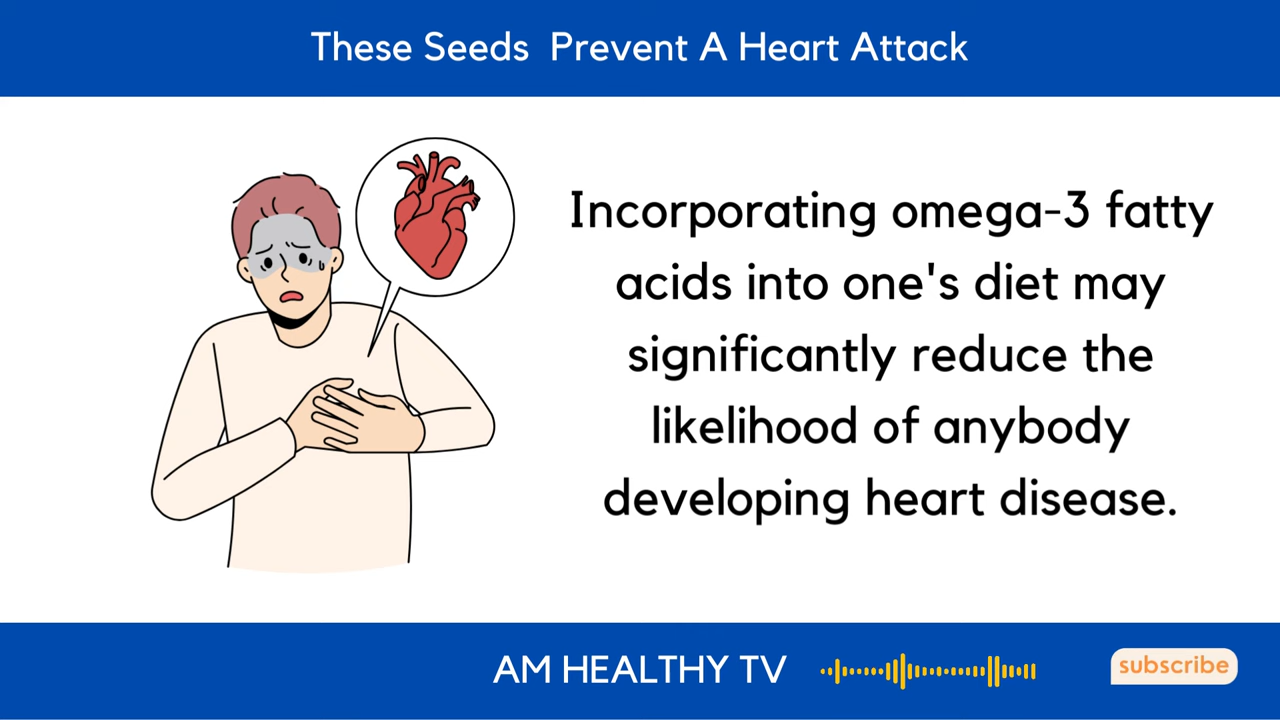 These Seeds  Prevent A Heart Attack
Incorporating omega-3 fatty
acids into one's diet may
significantly reduce the
likelihood of anybody
developing heart disease.
AM HEALTHY TV
subscribe